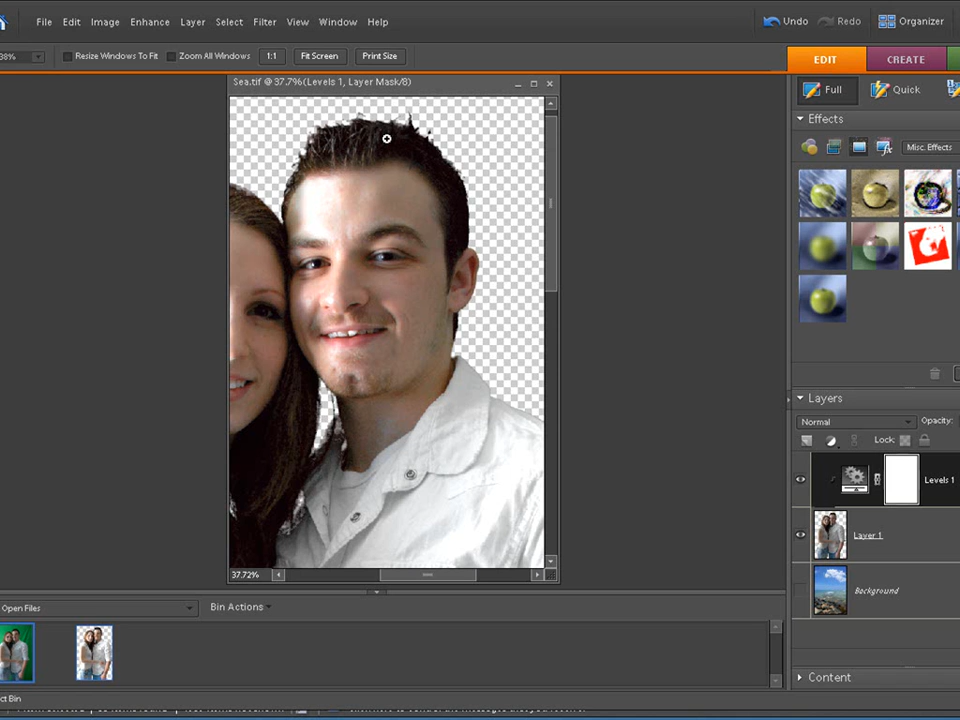 File Edit Image Enhance Layer Select Filter View Window Help
Undo Redo Organizer
38% Resize Windows To Fit Zoom All Windows 1:1 Fit Screen Print Size
EDIT CREATE
Sea.tif @ 37.7%(Levels 1, Layer Mask/8)
Full Quick
Effects
Misc. Effects
Layers
Normal Opacity:
Lock:
Levels 1
Layer 1
Background
37.72%
Open Files Bin Actions
Content
ct Bin